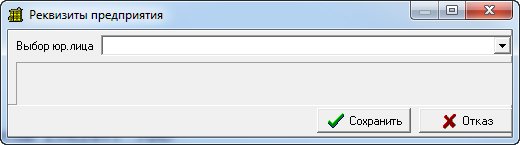 Реквизиты предприятия
Выбор юр.лица
Сохранить Отказ